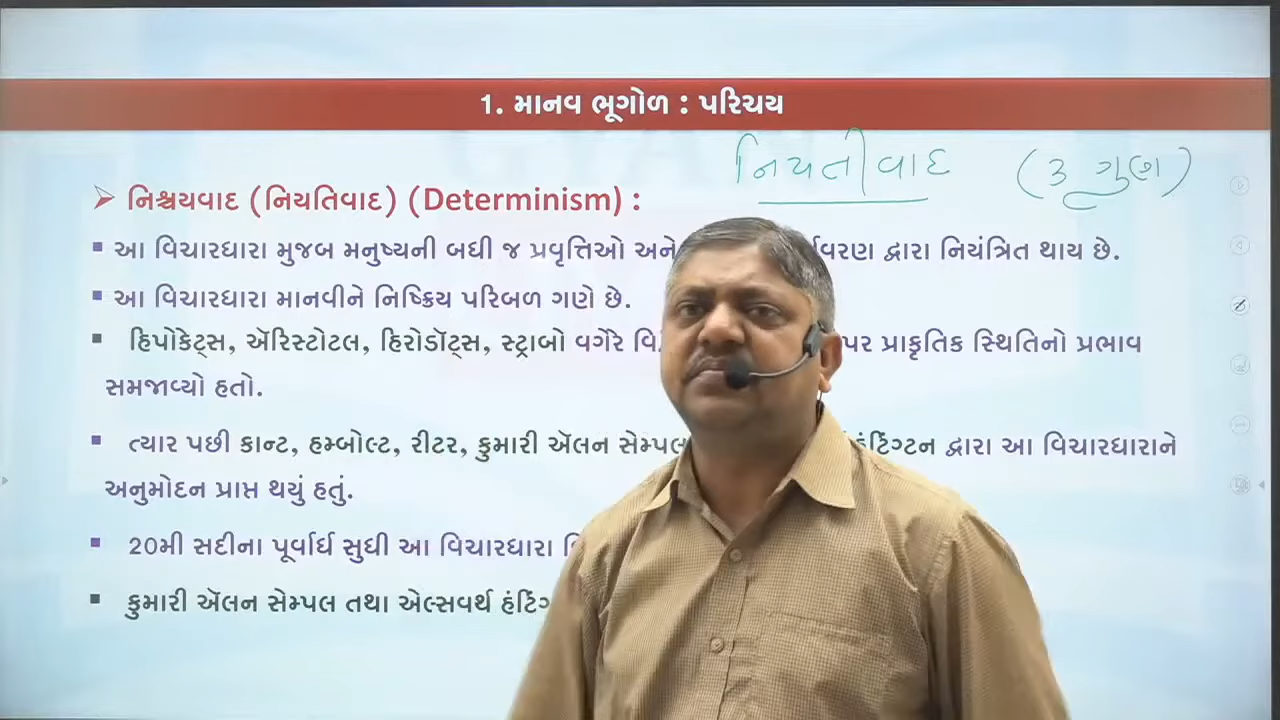 1. માનવ ભૂગોળ : પરિચય
નિયતીવાદ (૩ ગુણ)
➢ નિશ્ચયવાદ (નિયતિવાદ) (Determinism) :
▪ આ વિચારધારા મુજબ મનુષ્યની બધી જ પ્રવૃત્તિઓ અને દ્વારા નિયંત્રિત થાય છે.
▪ આ વિચારધારા માનવીને નિષ્ક્રિય પરિબળ ગણે છે.
▪ હિપોકેટ્સ, ઍરિસ્ટોટલ, હિરોડૉટ્સ, સ્ટ્રાબો વગેરે પર પ્રાકૃતિક સ્થિતિનો પ્રભાવ
સમજાવ્યો હતો.
▪ ત્યાર પછી કાન્ટ, હમ્બોલ્ટ, રીટર, કુમારી ઍલન સેમ્પલ દ્વારા આ વિચારધારાને
અનુમોદન પ્રાપ્ત થયું હતું.
▪ 20મી સદીના પૂર્વાર્ધ સુધી આ વિચારધારા
▪ કુમારી ઍલન સેમ્પલ તથા એલ્સવર્થ